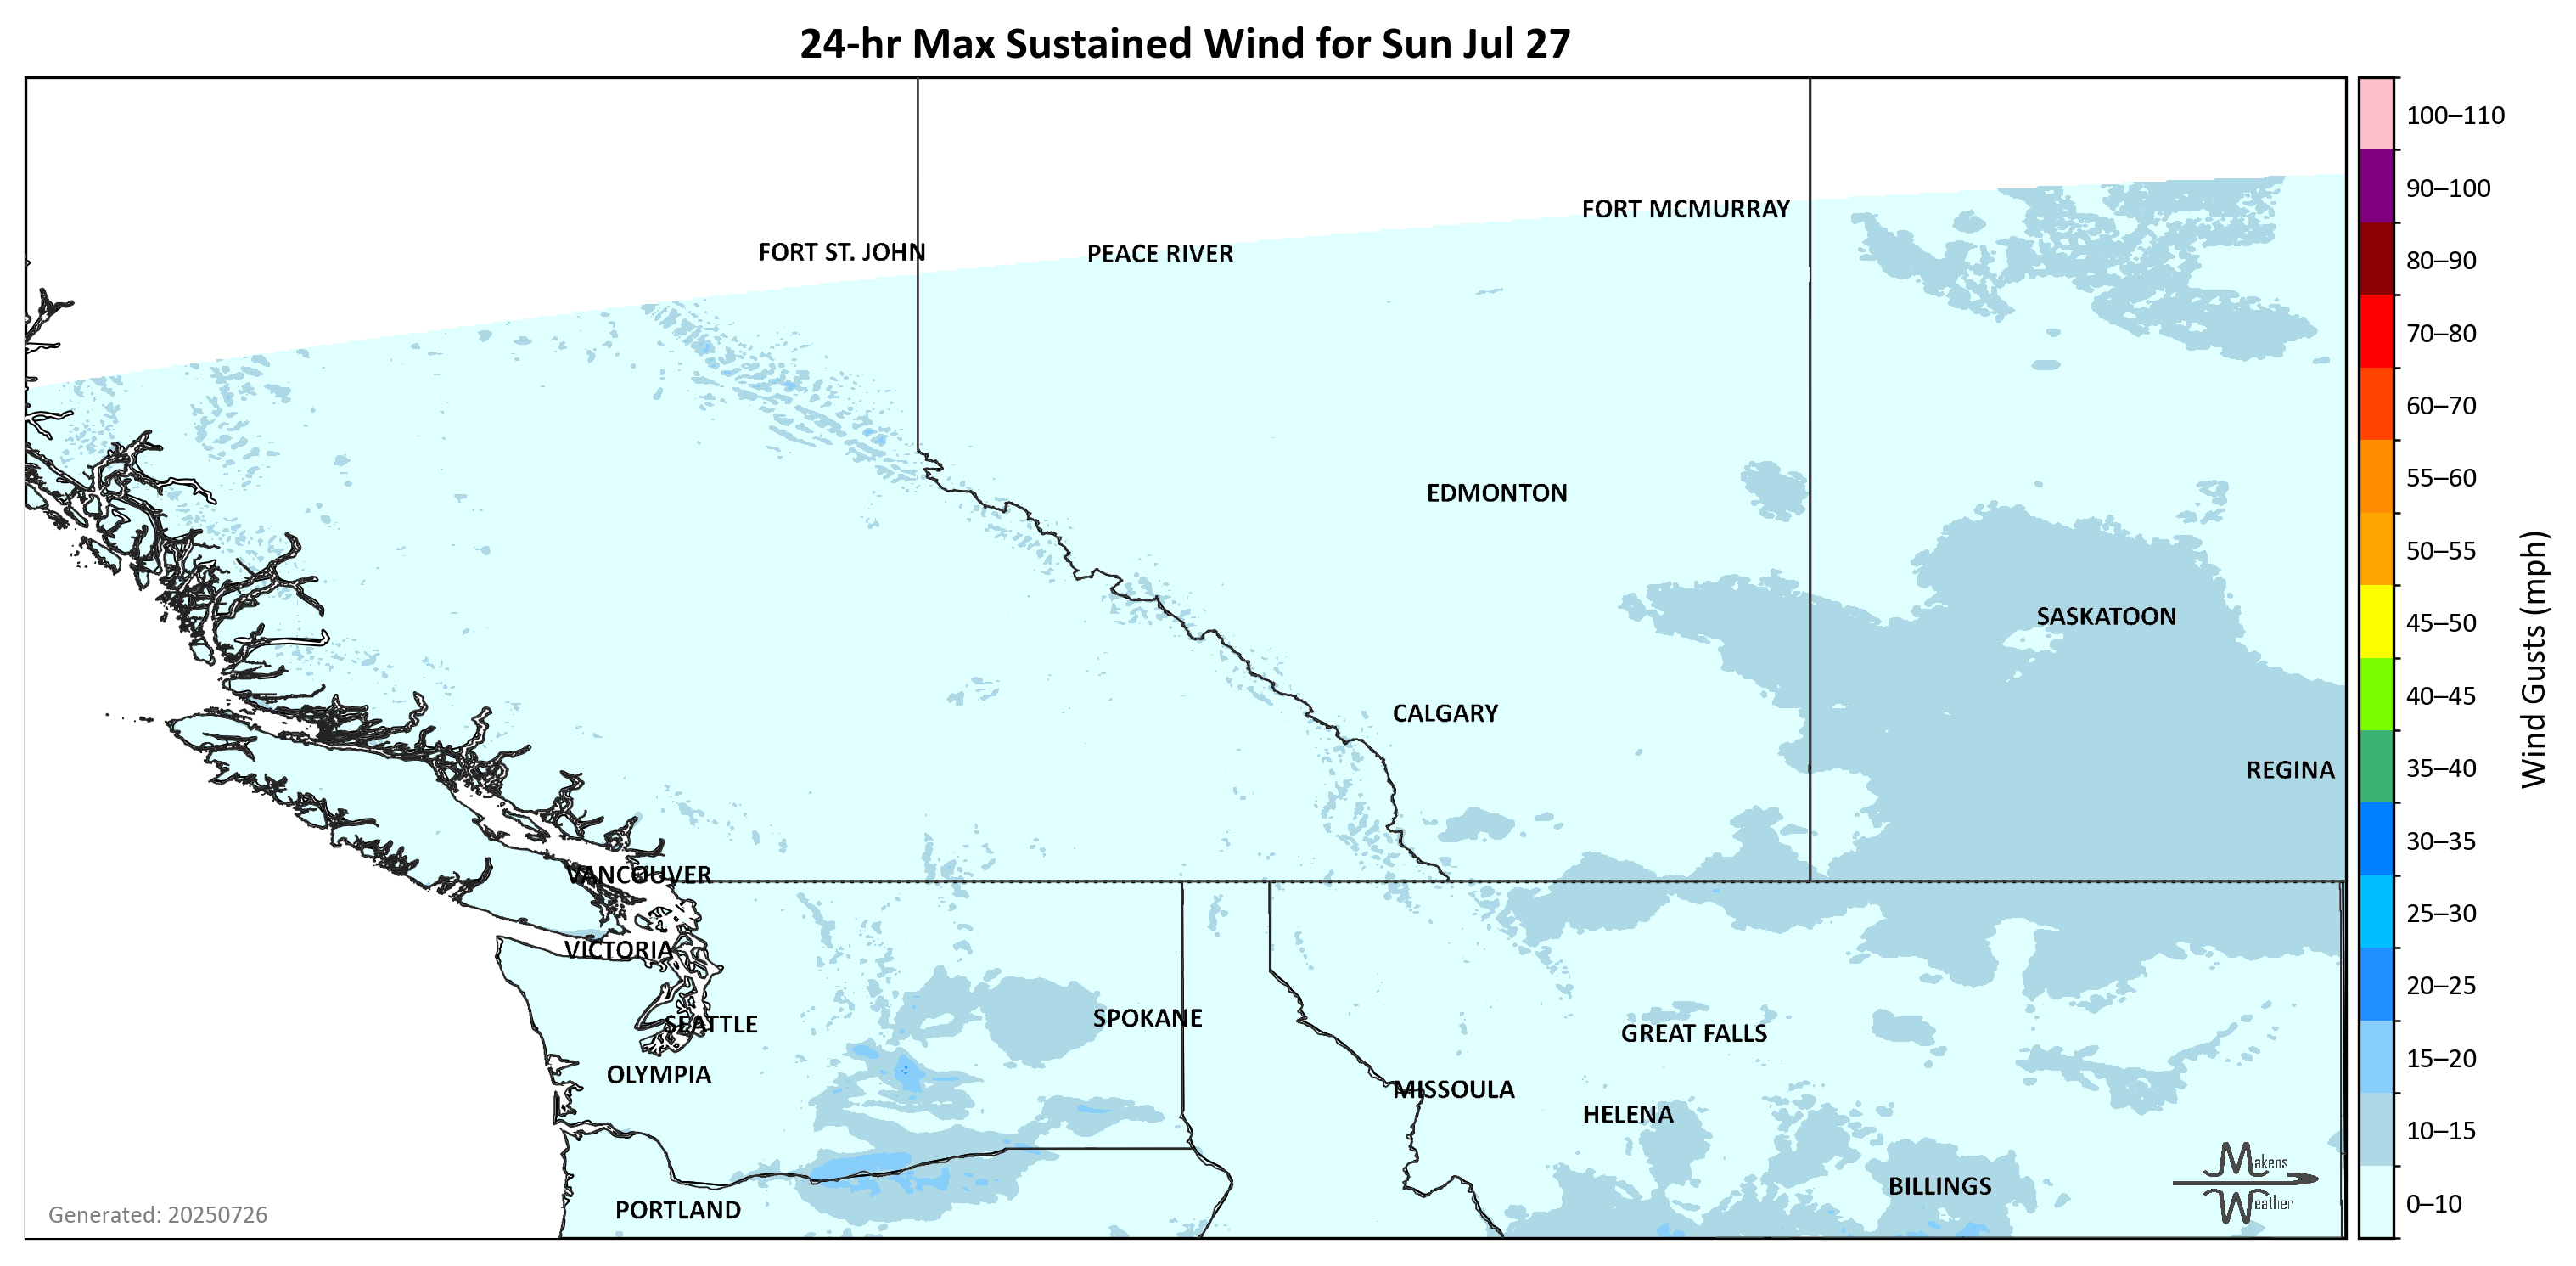 24-hr Max Sustained Wind for Sun Jul 27
100–110
90–100
80–90
70–80
60–70
55–60
50–55
45–50
40–45
35–40
30–35
25–30
20–25
15–20
10–15
0–10
Wind Gusts (mph)
FORT MCMURRAY
FORT ST. JOHN
PEACE RIVER
EDMONTON
SASKATOON
CALGARY
REGINA
VANCOUVER
VICTORIA
SEATTLE
SPOKANE
GREAT FALLS
OLYMPIA
MISSOULA
HELENA
BILLINGS
PORTLAND
Makens
Weather
Generated: 20250726